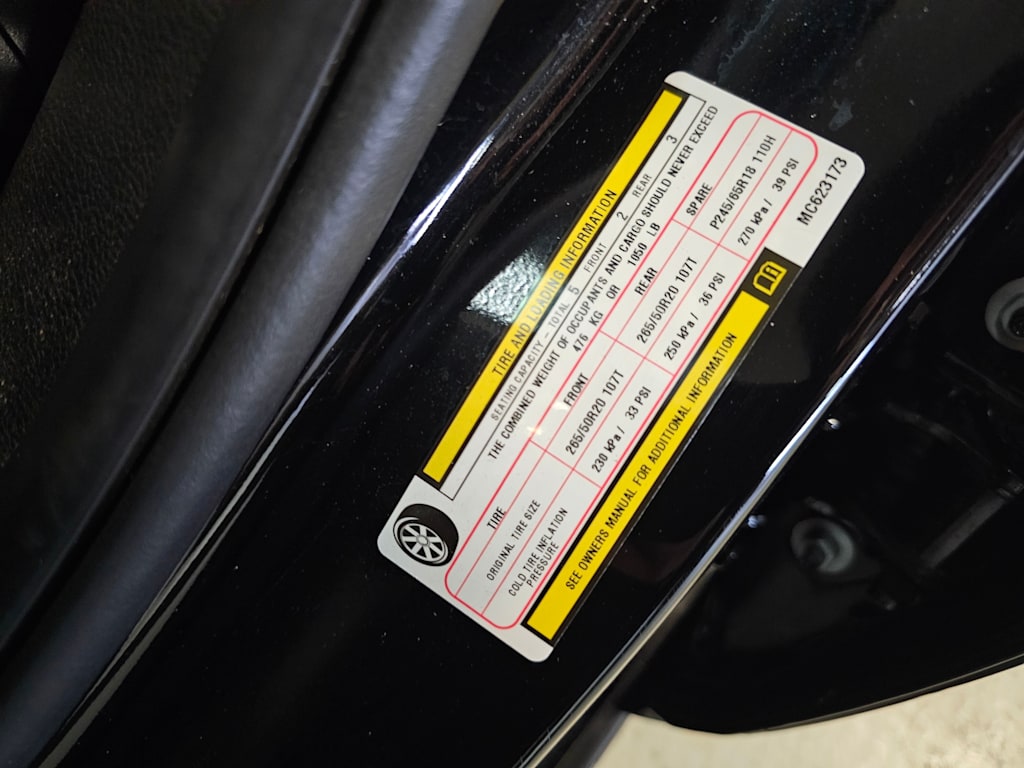 TIRE AND LOADING INFORMATION
SEATING CAPACITY – TOTAL 5 FRONT 2 REAR 3
THE COMBINED WEIGHT OF OCCUPANTS AND CARGO SHOULD NEVER EXCEED
476 KG OR 1050 LB
TIRE FRONT REAR SPARE
ORIGINAL TIRE SIZE 265/50R20 107T 265/50R20 107T P245/65R18 110H
COLD TIRE INFLATION
PRESSURE 230 kPa / 33 PSI 250 kPa / 36 PSI 270 kPa / 39 PSI
SEE OWNERS MANUAL FOR ADDITIONAL INFORMATION
MC623173